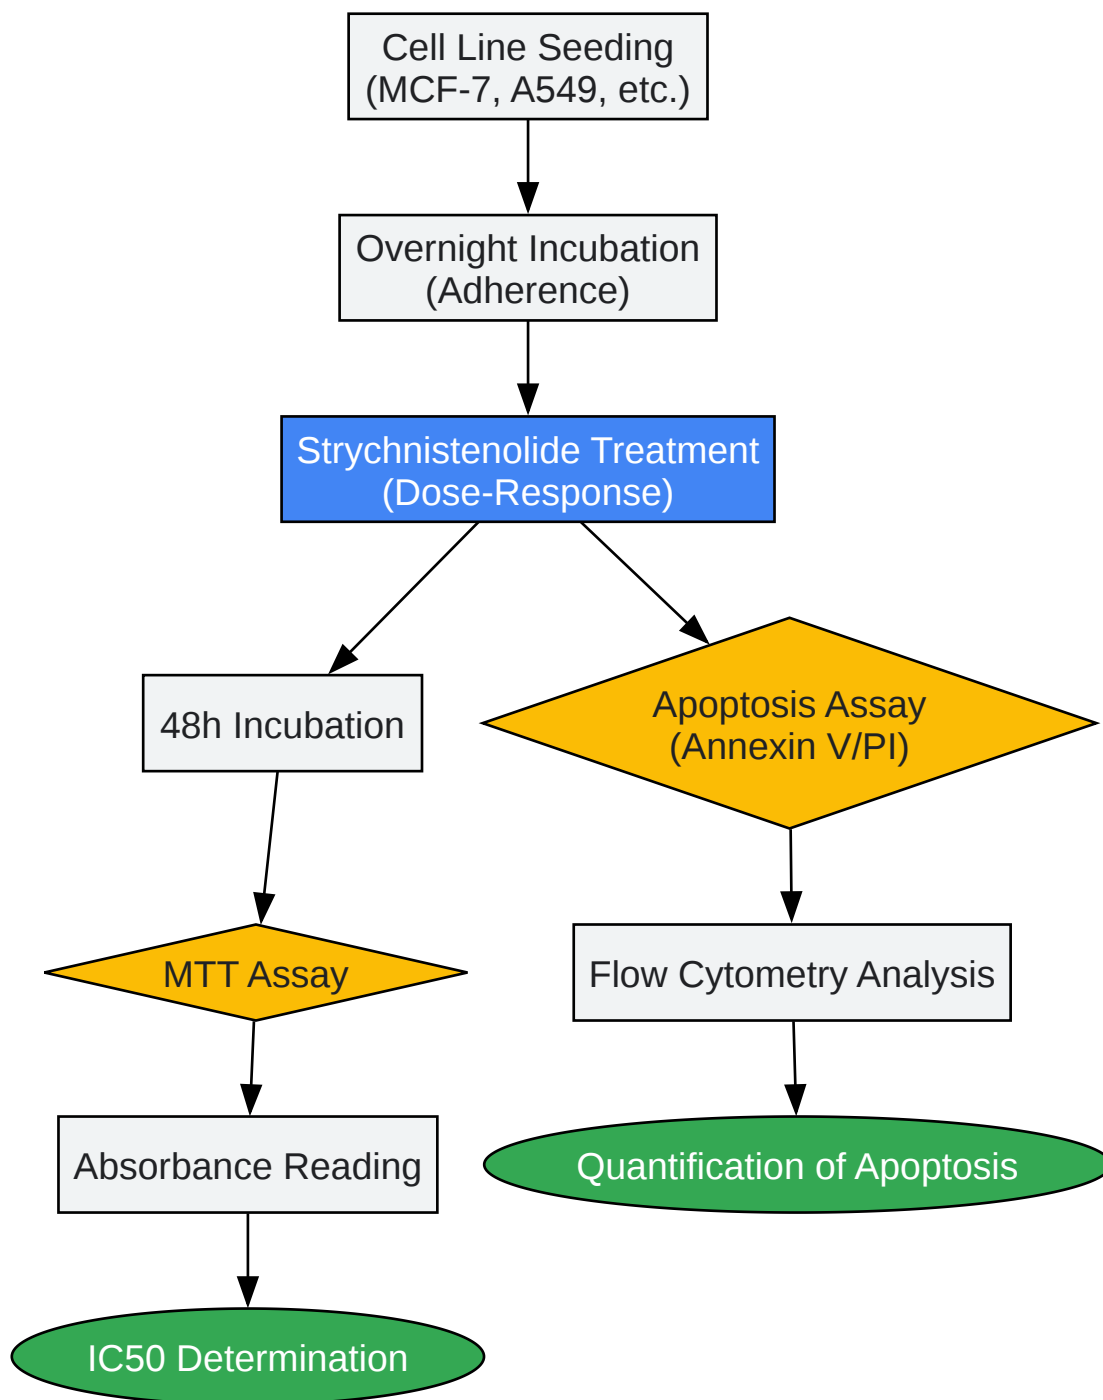 Cell Line Seeding
(MCF-7, A549, etc.)
Overnight Incubation
(Adherence)
Strychnistenolide Treatment
(Dose-Response)
48h Incubation
Apoptosis Assay
(Annexin V/PI)
MTT Assay
Flow Cytometry Analysis
Absorbance Reading
Quantification of Apoptosis
IC50 Determination